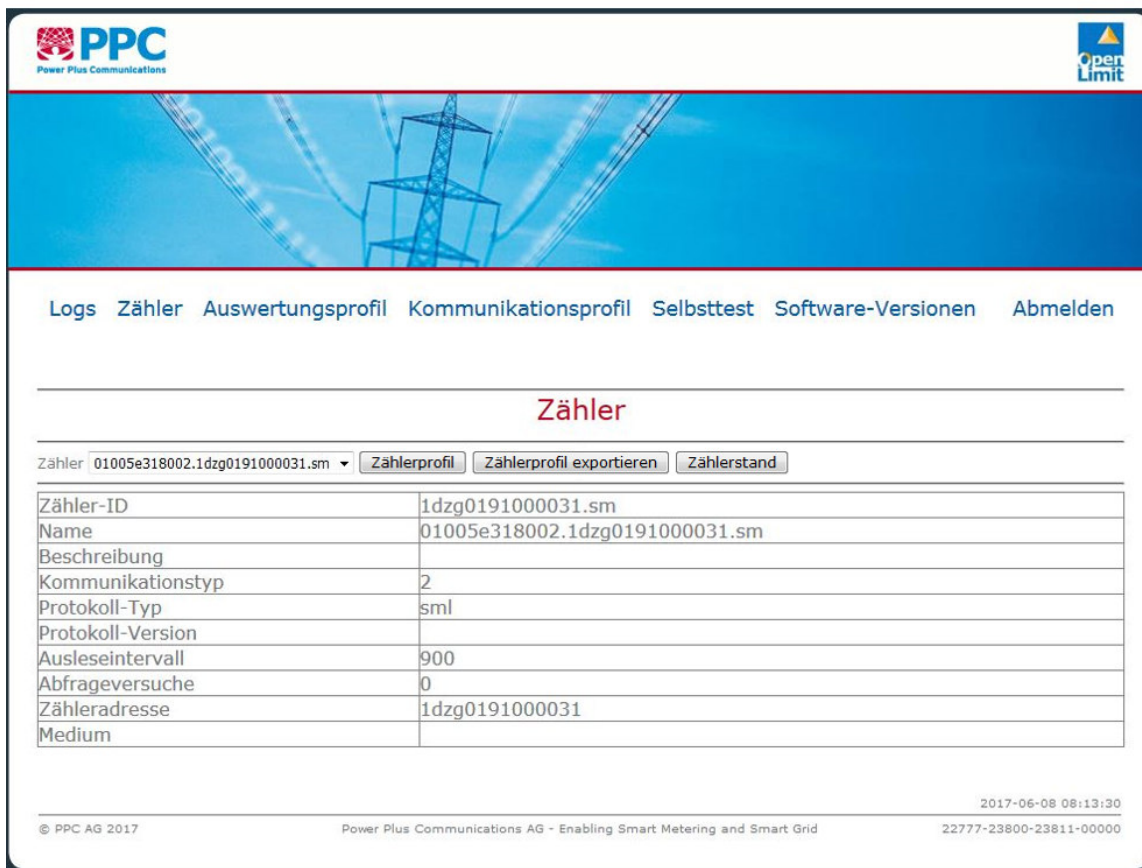 PPC
Power Plus Communications
Open
Limit
Logs Zähler Auswertungsprofil Kommunikationsprofil Selbsttest Software-Versionen Abmelden
Zähler
Zähler 01005e318002.1dzg0191000031.sm Zählerprofil Zählerprofil exportieren Zählerstand
Zähler-ID 1dzg0191000031.sm
Name 01005e318002.1dzg0191000031.sm
Beschreibung
Kommunikationstyp 2
Protokoll-Typ sml
Protokoll-Version
Ausleseintervall 900
Abfrageversuche 0
Zähleradresse 1dzg0191000031
Medium
2017-06-08 08:13:30
© PPC AG 2017 Power Plus Communications AG - Enabling Smart Metering and Smart Grid 22777-23800-23811-00000